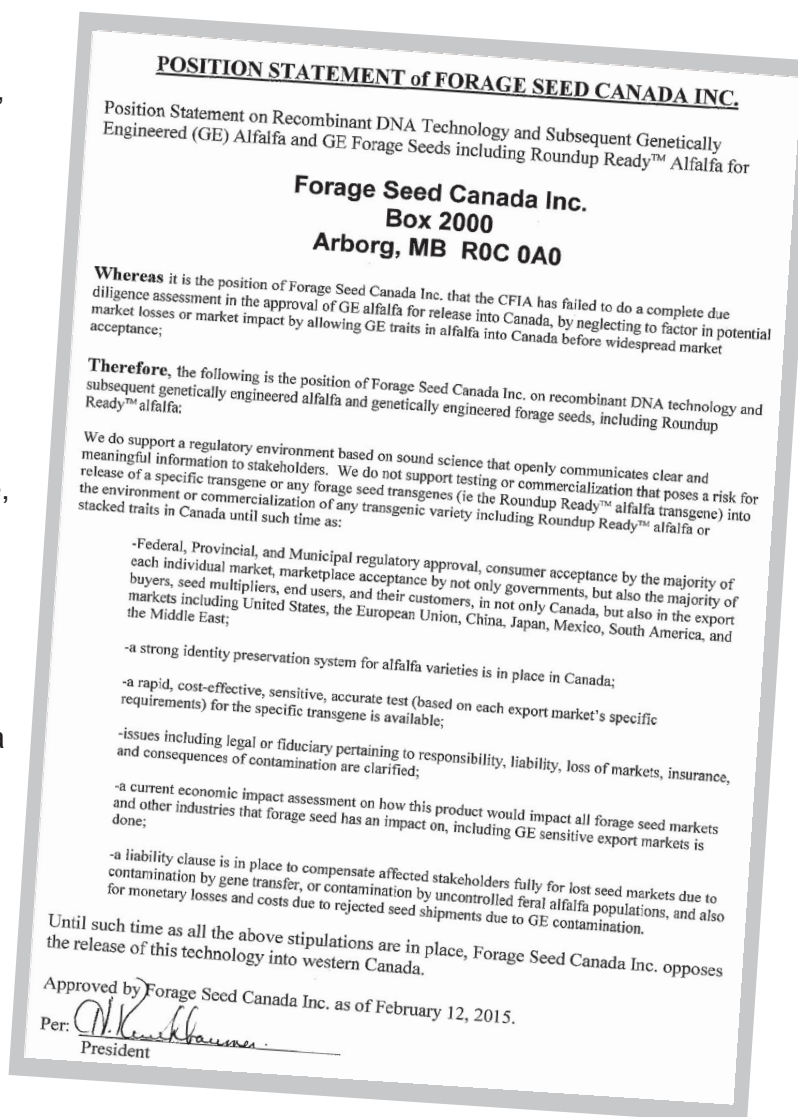 POSITION STATEMENT of FORAGE SEED CANADA INC.
Position Statement on Recombinant DNA Technology and Subsequent Genetically
Engineered (GE) Alfalfa and GE Forage Seeds including Roundup Ready™ Alfalfa for
Forage Seed Canada Inc.
Box 2000
Arborg, MB R0C 0A0
Whereas it is the position of Forage Seed Canada Inc. that the CFIA has failed to do a complete due
diligence assessment in the approval of GE alfalfa for release into Canada, by neglecting to factor in potential
market losses or market impact by allowing GE traits in alfalfa into Canada before widespread market
acceptance;
Therefore, the following is the position of Forage Seed Canada Inc. on recombinant DNA technology and
subsequent genetically engineered alfalfa and genetically engineered forage seeds, including Roundup
Ready™ alfalfa:
We do support a regulatory environment based on sound science that openly communicates clear and
meaningful information to stakeholders. We do not support testing or commercialization that poses a risk for
release of a specific transgene or any forage seed transgenes (ie the Roundup Ready™ alfalfa transgene) into
the environment or commercialization of any transgenic variety including Roundup Ready™ alfalfa or
stacked traits in Canada until such time as:
-Federal, Provincial, and Municipal regulatory approval, consumer acceptance by the majority of
each individual market, marketplace acceptance by not only governments, but also the majority of
buyers, seed multipliers, end users, and their customers, in not only Canada, but also in the export
markets including United States, the European Union, China, Japan, Mexico, South America, and
the Middle East;
-a strong identity preservation system for alfalfa varieties is in place in Canada;
-a rapid, cost-effective, sensitive, accurate test (based on each export market's specific
requirements) for the specific transgene is available;
-issues including legal or fiduciary pertaining to responsibility, liability, loss of markets, insurance,
and consequences of contamination are clarified;
-a current economic impact assessment on how this product would impact all forage seed markets
and other industries that forage seed has an impact on, including GE sensitive export markets is
done;
-a liability clause is in place to compensate affected stakeholders fully for lost seed markets due to
contamination by gene transfer, or contamination by uncontrolled feral alfalfa populations, and also
for monetary losses and costs due to rejected seed shipments due to GE contamination.
Until such time as all the above stipulations are in place, Forage Seed Canada Inc. opposes
the release of this technology into western Canada.
Approved by Forage Seed Canada Inc. as of February 12, 2015.
Per:
President